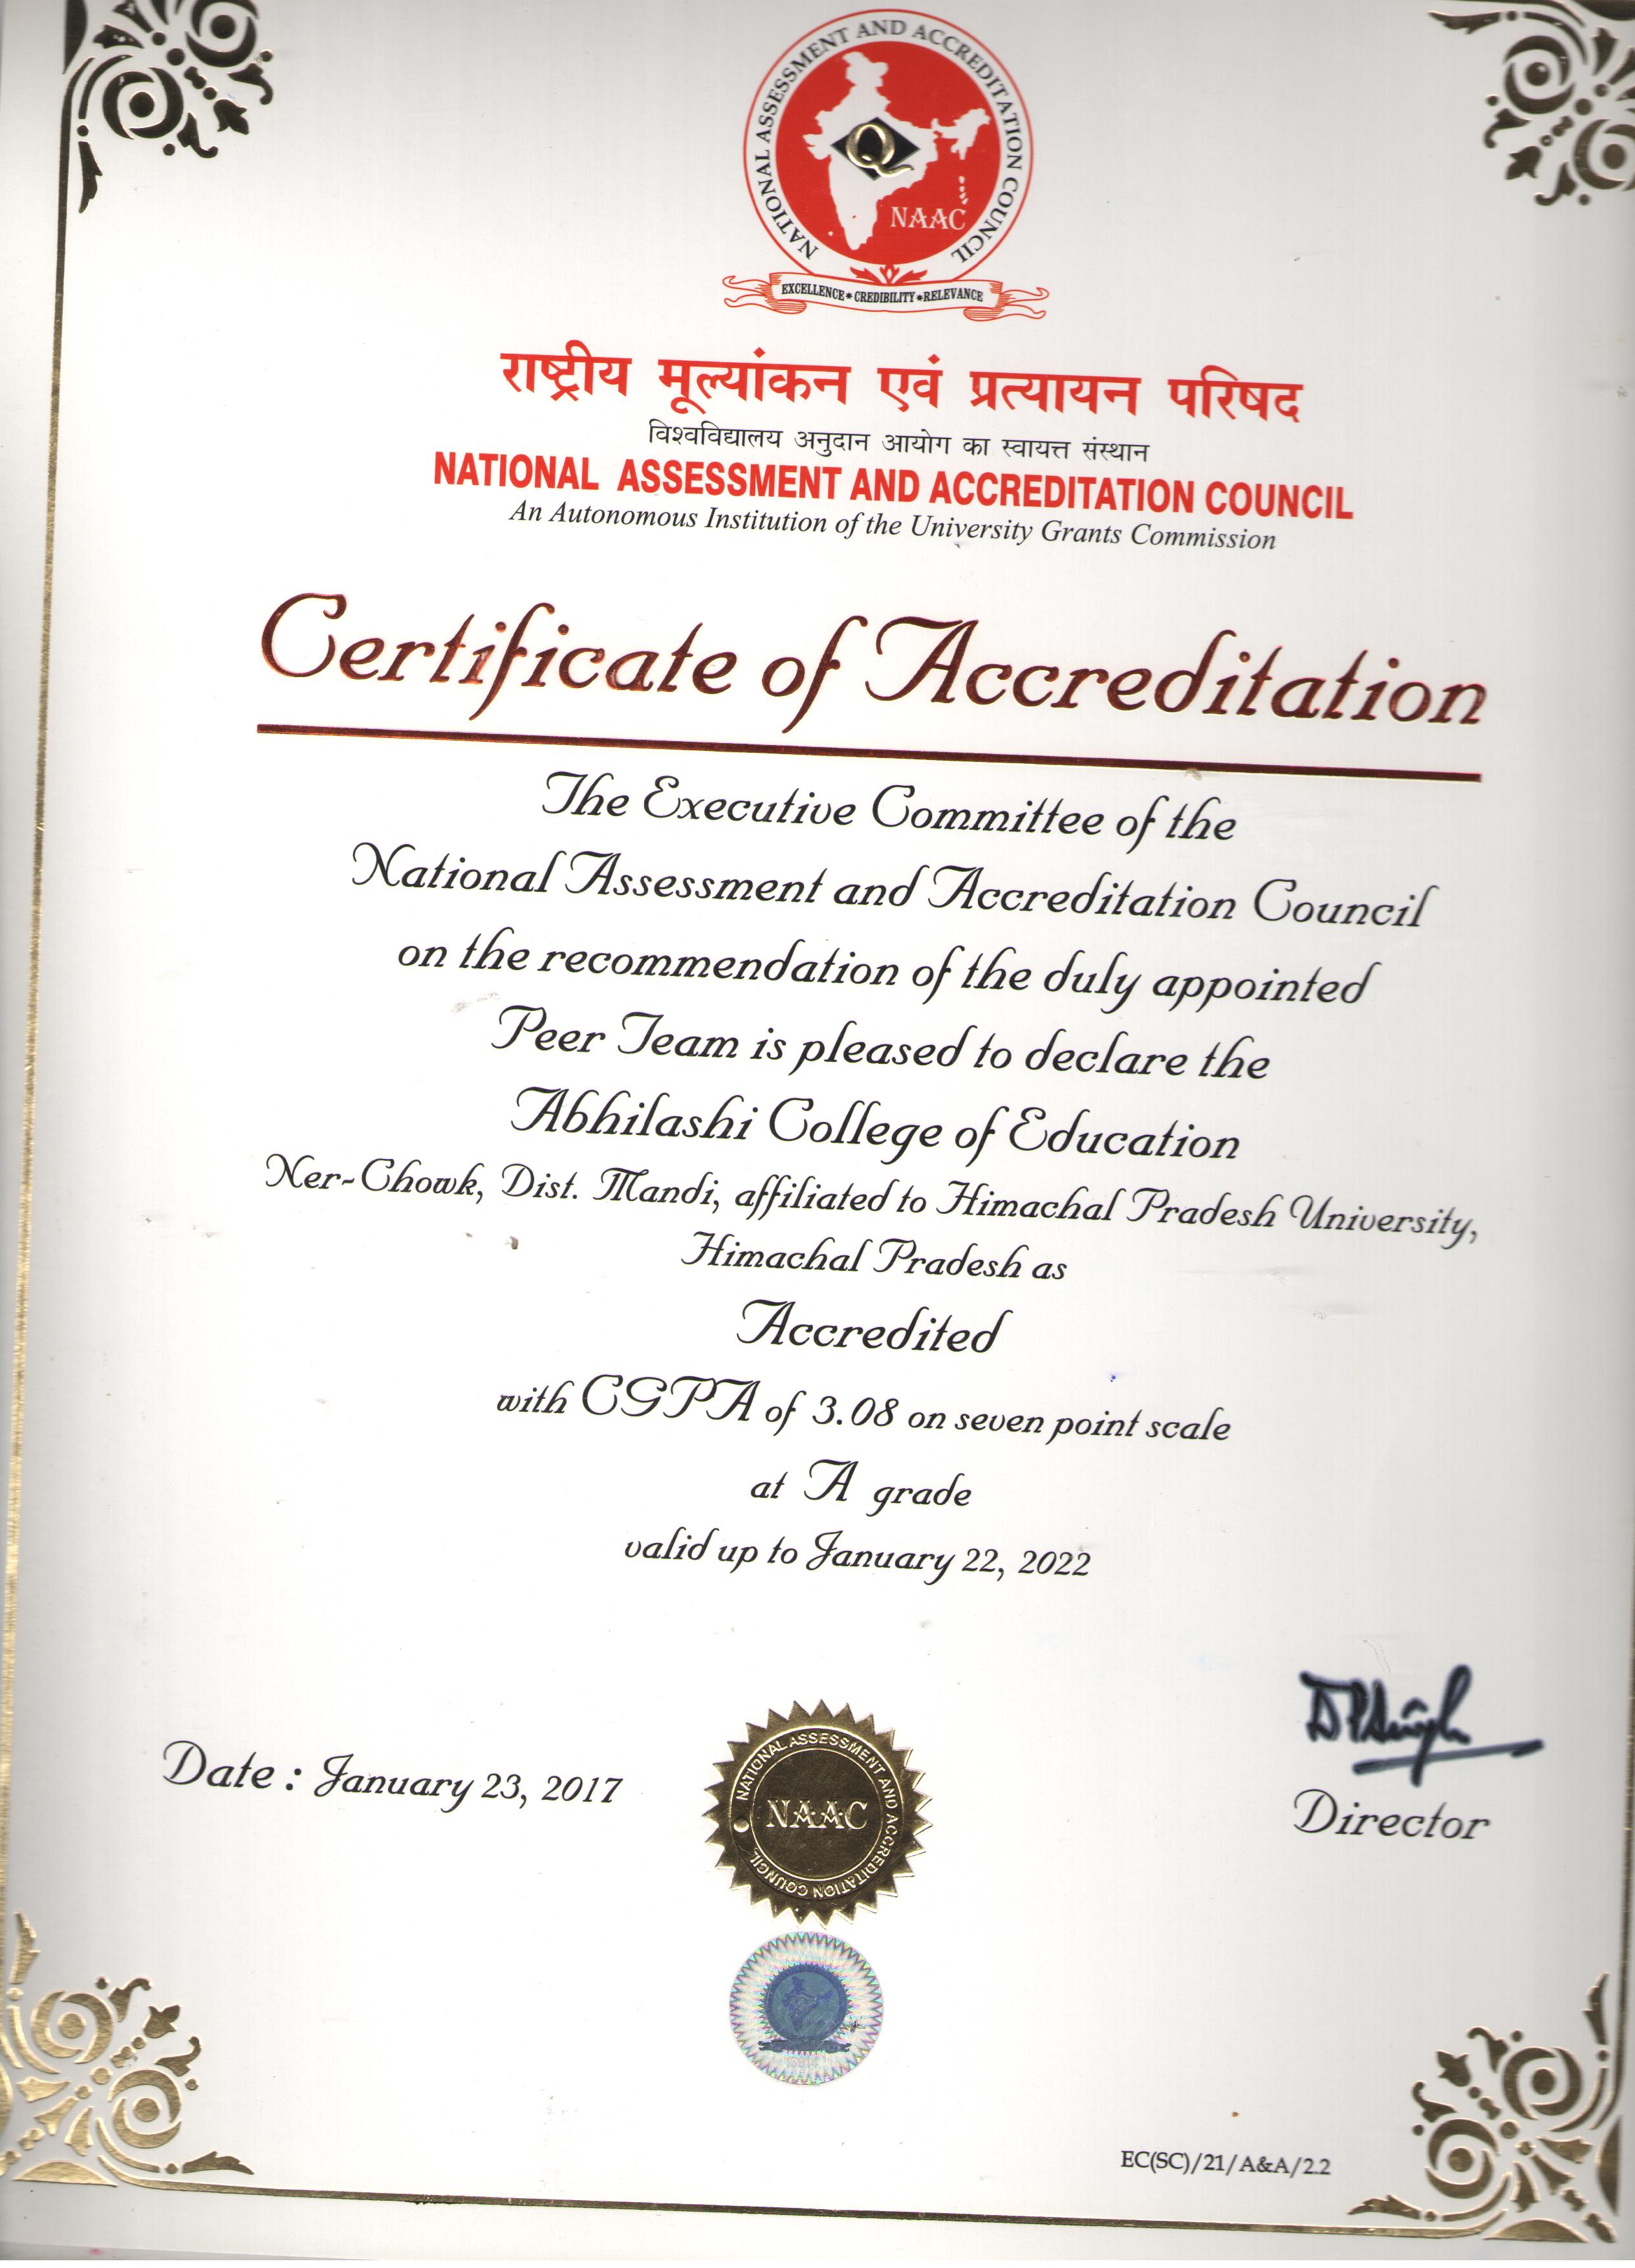 NATIONAL ASSESSMENT AND ACCREDITATION COUNCIL
Q
NAAC
EXCELLENCE★CREDIBILITY★RELEVANCE
राष्ट्रीय मूल्यांकन एवं प्रत्यायन परिषद
विश्वविद्यालय अनुदान आयोग का स्वायत्त संस्थान
NATIONAL ASSESSMENT AND ACCREDITATION COUNCIL
An Autonomous Institution of the University Grants Commission
Certificate of Accreditation
The Executive Committee of the
National Assessment and Accreditation Council
on the recommendation of the duly appointed
Peer Team is pleased to declare the
Abhilashi College of Education
Ner-Chowk, Dist. Mandi, affiliated to Himachal Pradesh University,
Himachal Pradesh as
Accredited
with CGPA of 3.08 on seven point scale
at A grade
valid up to January 22, 2022
Date : January 23, 2017
NATIONAL ASSESSMENT AND ACCREDITATION COUNCIL
NAAC
DPSingh
Director
EC(SC)/21/A&A/2.2